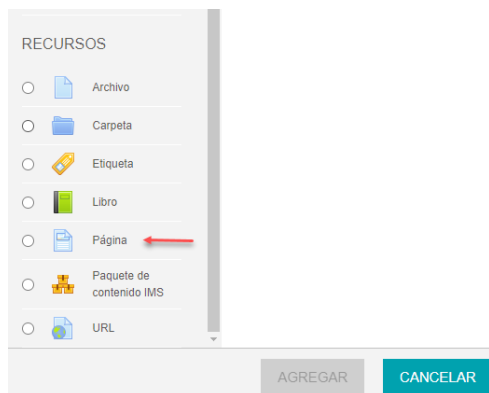 RECURSOS
Archivo
Carpeta
Etiqueta
Libro
Página
Paquete de
contenido IMS
URL
AGREGAR
CANCELAR